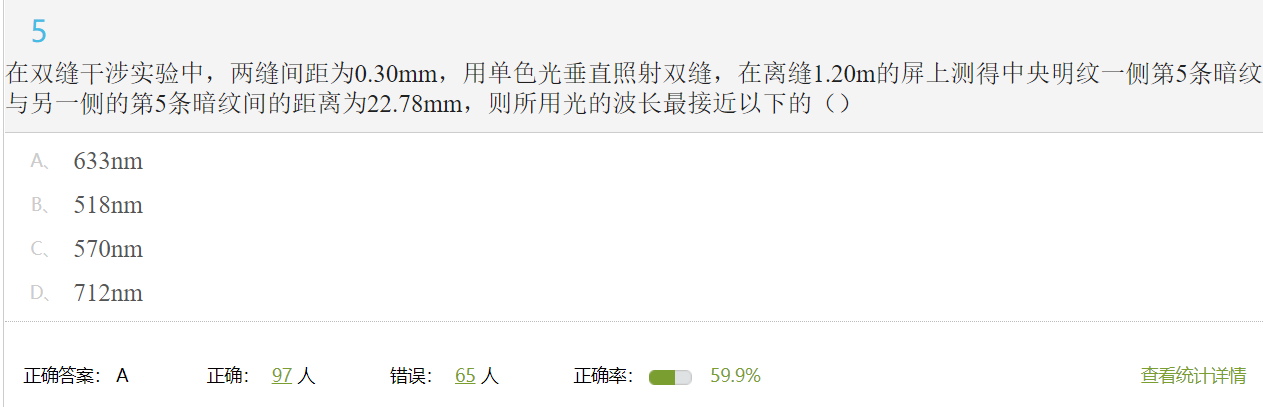 5
在双缝干涉实验中，两缝间距为0.30mm，用单色光垂直照射双缝，在离缝1.20m的屏上测得中央明纹一侧第5条暗纹
与另一侧的第5条暗纹间的距离为22.78mm，则所用光的波长最接近以下的（）
A、 633nm
B、 518nm
C、 570nm
D、 712nm
正确答案： A 正确： 97 人 错误： 65 人 正确率： 59.9% 查看统计详情